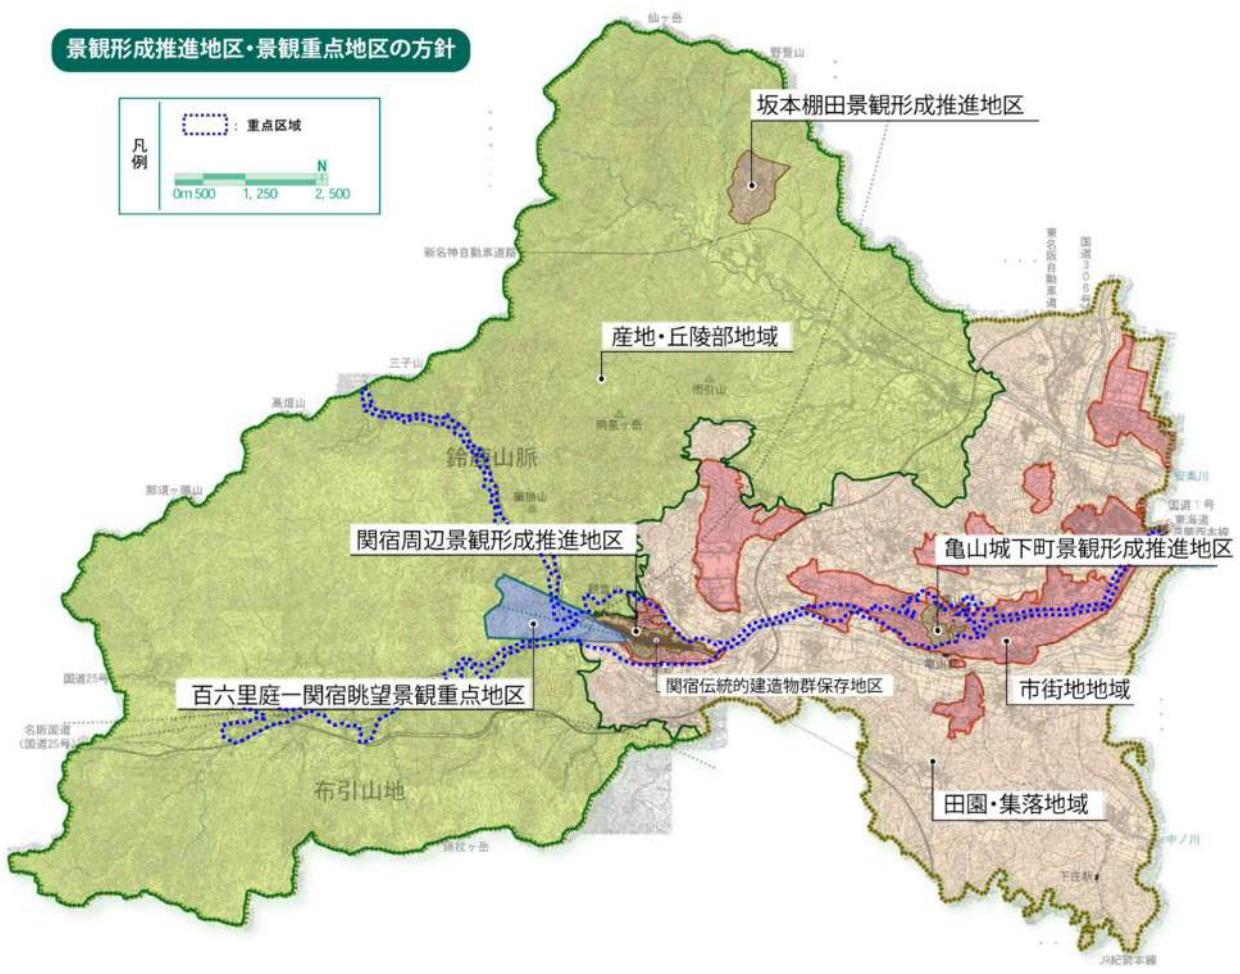 仙ヶ岳
景観形成推進地区・景観重点地区の方針
野登山
坂本棚田景観形成推進地区
凡例
: 重点区域
N
0m 500 1, 250 2, 500
新名神自動車道路
東名阪自動車道
国道306号
産地・丘陵部地域
三子山
高畑山
明星ヶ岳
鈴鹿山脈
那須ヶ原山
安楽川
国道1号
東海道
関宿周辺景観形成推進地区
亀山城下町景観形成推進地区
国道25号
百六里庭一関宿眺望景観重点地区
関宿伝統的建造物群保存地区
市街地地域
名阪国道
(国道25号)
布引山地
田園・集落地域
中ノ川
錫杖ヶ岳
下庄駅
JR紀勢本線